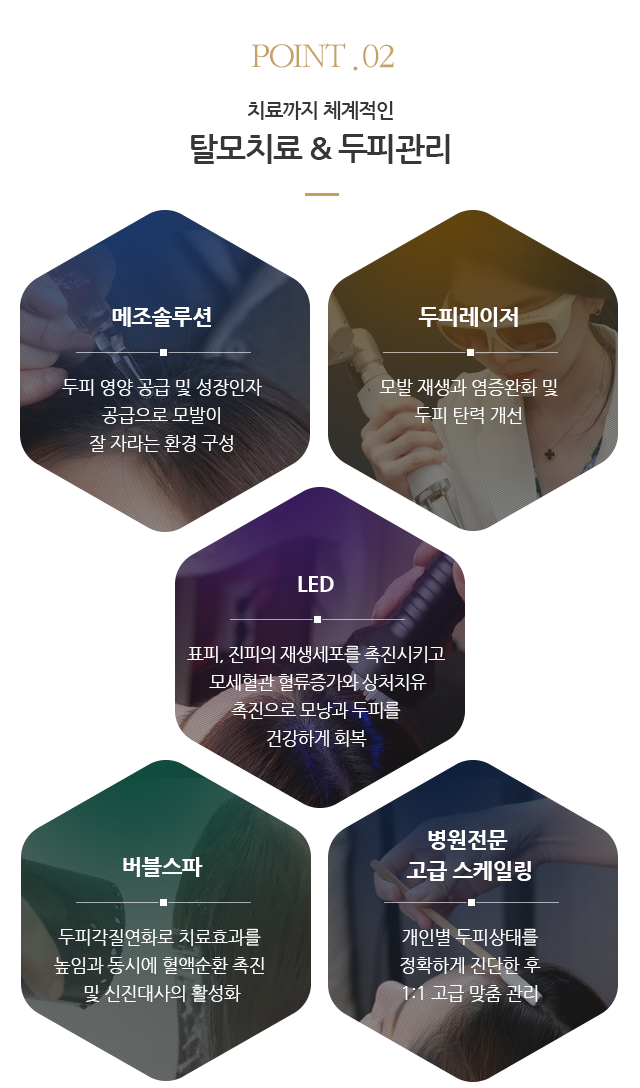 POINT .02
치료까지 체계적인
탈모치료 & 두피관리
메조솔루션
두피 영양 공급 및 성장인자
공급으로 모발이
잘 자라는 환경 구성
두피레이저
모발 재생과 염증완화 및
두피 탄력 개선
LED
표피, 진피의 재생세포를 촉진시키고
모세혈관 혈류증가와 상처치유
촉진으로 모낭과 두피를
건강하게 회복
버블스파
두피각질연화로 치료효과를
높임과 동시에 혈액순환 촉진
및 신진대사의 활성화
병원전문
고급 스케일링
개인별 두피상태를
정확하게 진단한 후
1:1 고급 맞춤 관리